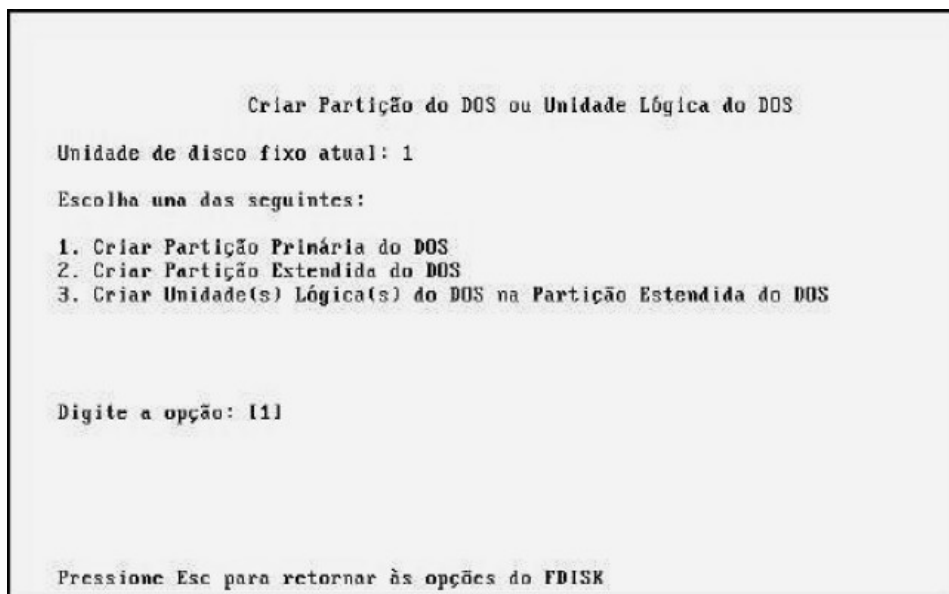 Criar Partição do DOS ou Unidade Lógica do DOS
Unidade de disco fixo atual: 1
Escolha uma das seguintes:
1. Criar Partição Primária do DOS
2. Criar Partição Extendida do DOS
3. Criar Unidade(s) Lógica(s) do DOS na Partição Estendida do DOS
Digite a opção: [1]
Pressione Esc para retornar às opções do FDISK